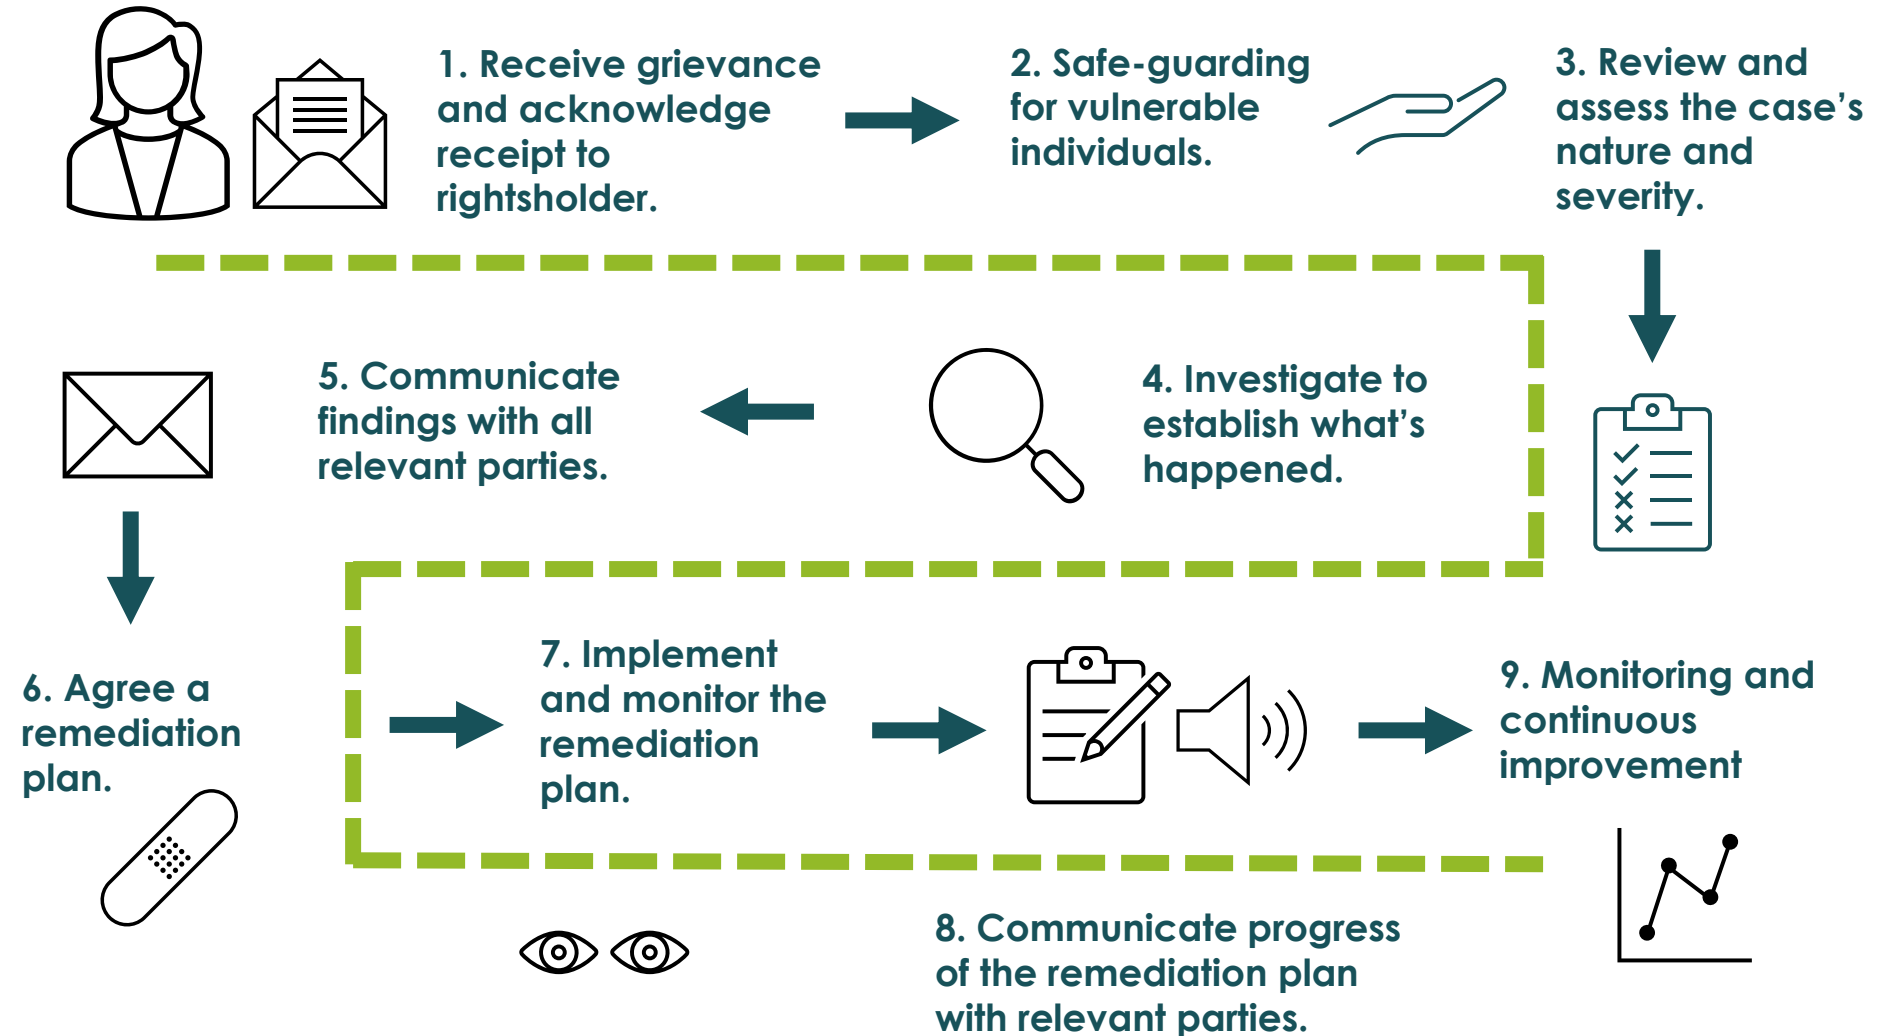 1. Receive grievance
and acknowledge
receipt to
rightsholder.
2. Safe-guarding
for vulnerable
individuals.
3. Review and
assess the case’s
nature and
severity.
4. Investigate to
establish what’s
happened.
5. Communicate
findings with all
relevant parties.
6. Agree a
remediation
plan.
7. Implement
and monitor the
remediation
plan.
8. Communicate progress
of the remediation plan
with relevant parties.
9. Monitoring and
continuous
improvement